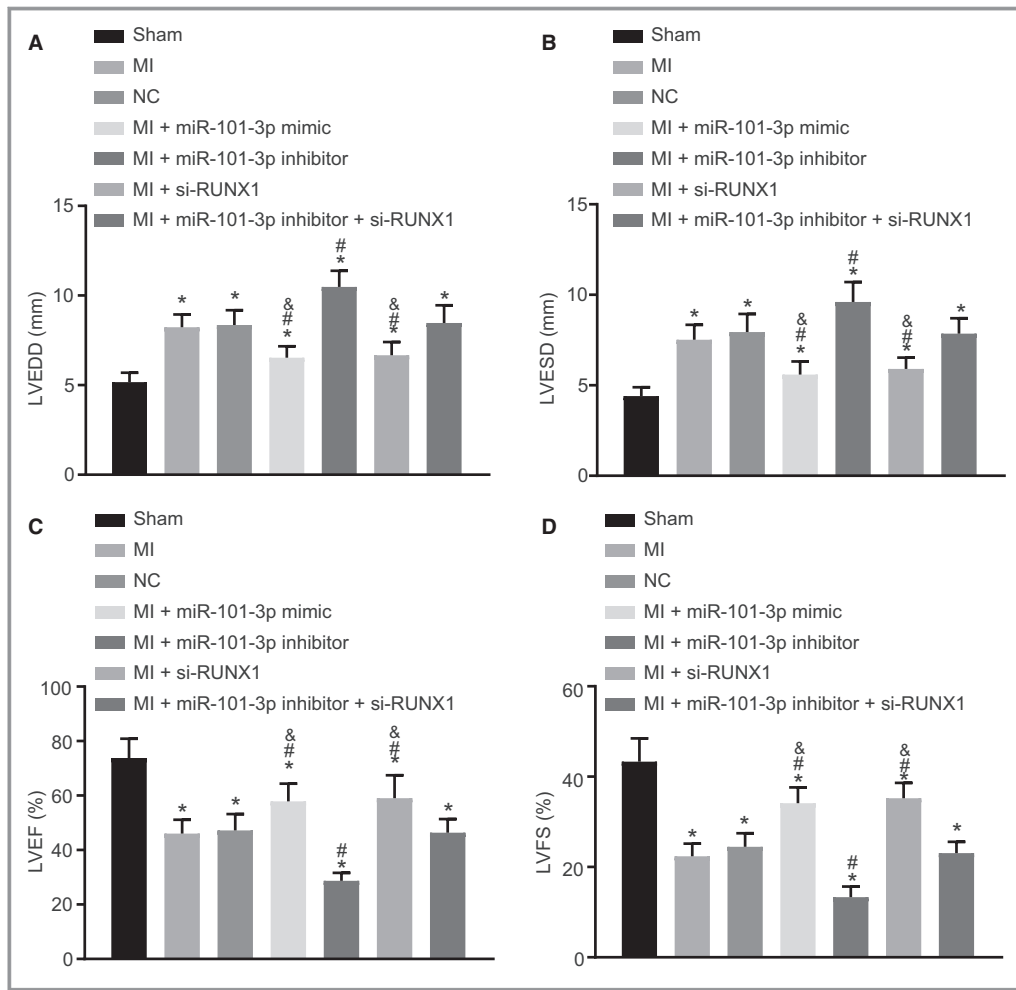 A
Sham
MI
NC
MI + miR-101-3p mimic
MI + miR-101-3p inhibitor
MI + si-RUNX1
MI + miR-101-3p inhibitor + si-RUNX1
LVEDD (mm)
15
10
5
0
*
*
&
#
*
#
*
&
#
*
*
B
Sham
MI
NC
MI + miR-101-3p mimic
MI + miR-101-3p inhibitor
MI + si-RUNX1
MI + miR-101-3p inhibitor + si-RUNX1
LVESD (mm)
15
10
5
0
*
*
&
#
*
#
*
&
#
*
*
C
Sham
MI
NC
MI + miR-101-3p mimic
MI + miR-101-3p inhibitor
MI + si-RUNX1
MI + miR-101-3p inhibitor + si-RUNX1
LVEF (%)
100
80
60
40
20
0
*
*
&
#
*
#
*
&
#
*
*
D
Sham
MI
NC
MI + miR-101-3p mimic
MI + miR-101-3p inhibitor
MI + si-RUNX1
MI + miR-101-3p inhibitor + si-RUNX1
LVFS (%)
60
40
20
0
*
*
&
#
*
#
*
&
#
*
*